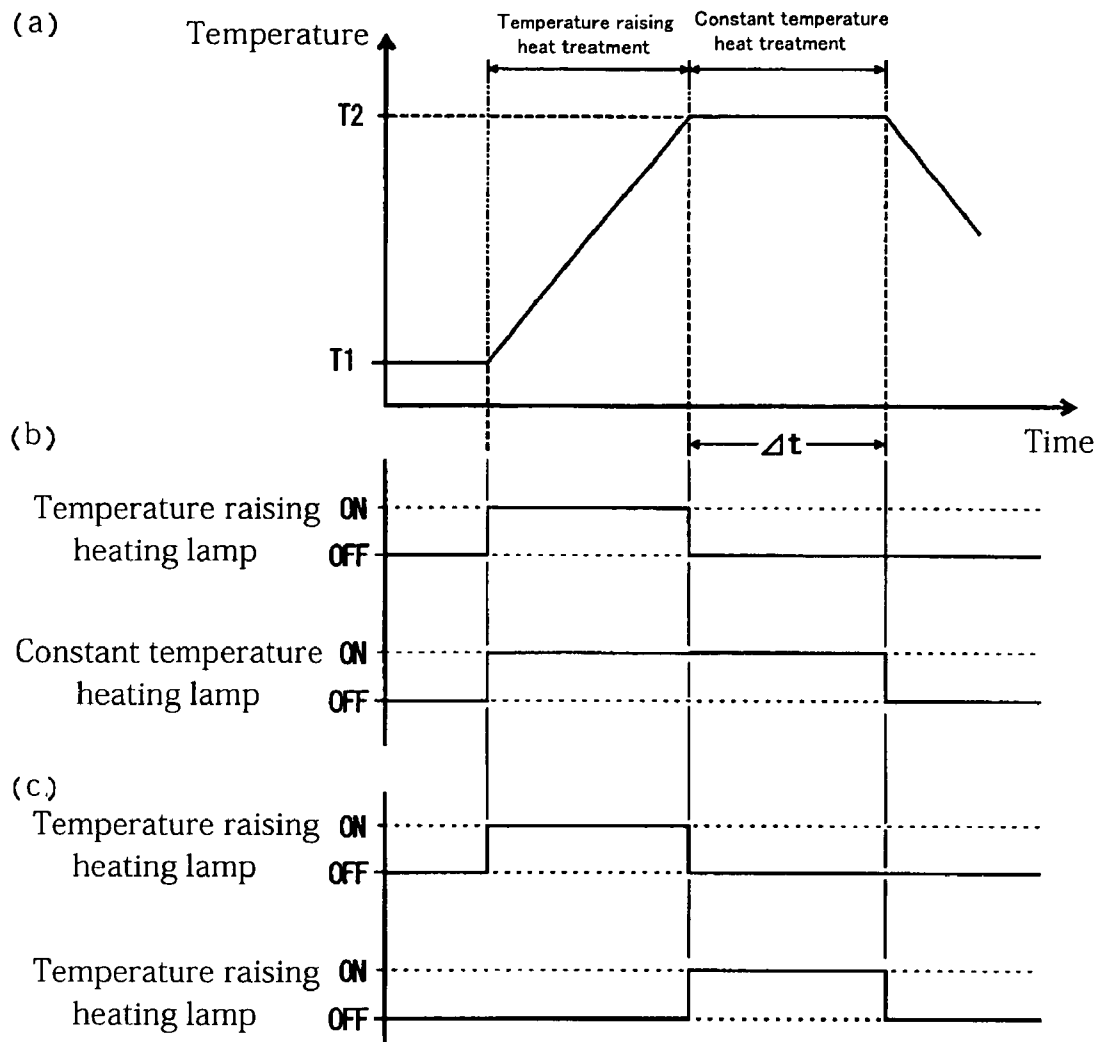 (a)
Temperature
Temperature raising
heat treatment
Constant temperature
heat treatment
T2
T1
Time
Δt
(b)
Temperature raising
heating lamp
ON
OFF
Constant temperature
heating lamp
ON
OFF
(c)
Temperature raising
heating lamp
ON
OFF
Temperature raising
heating lamp
ON
OFF